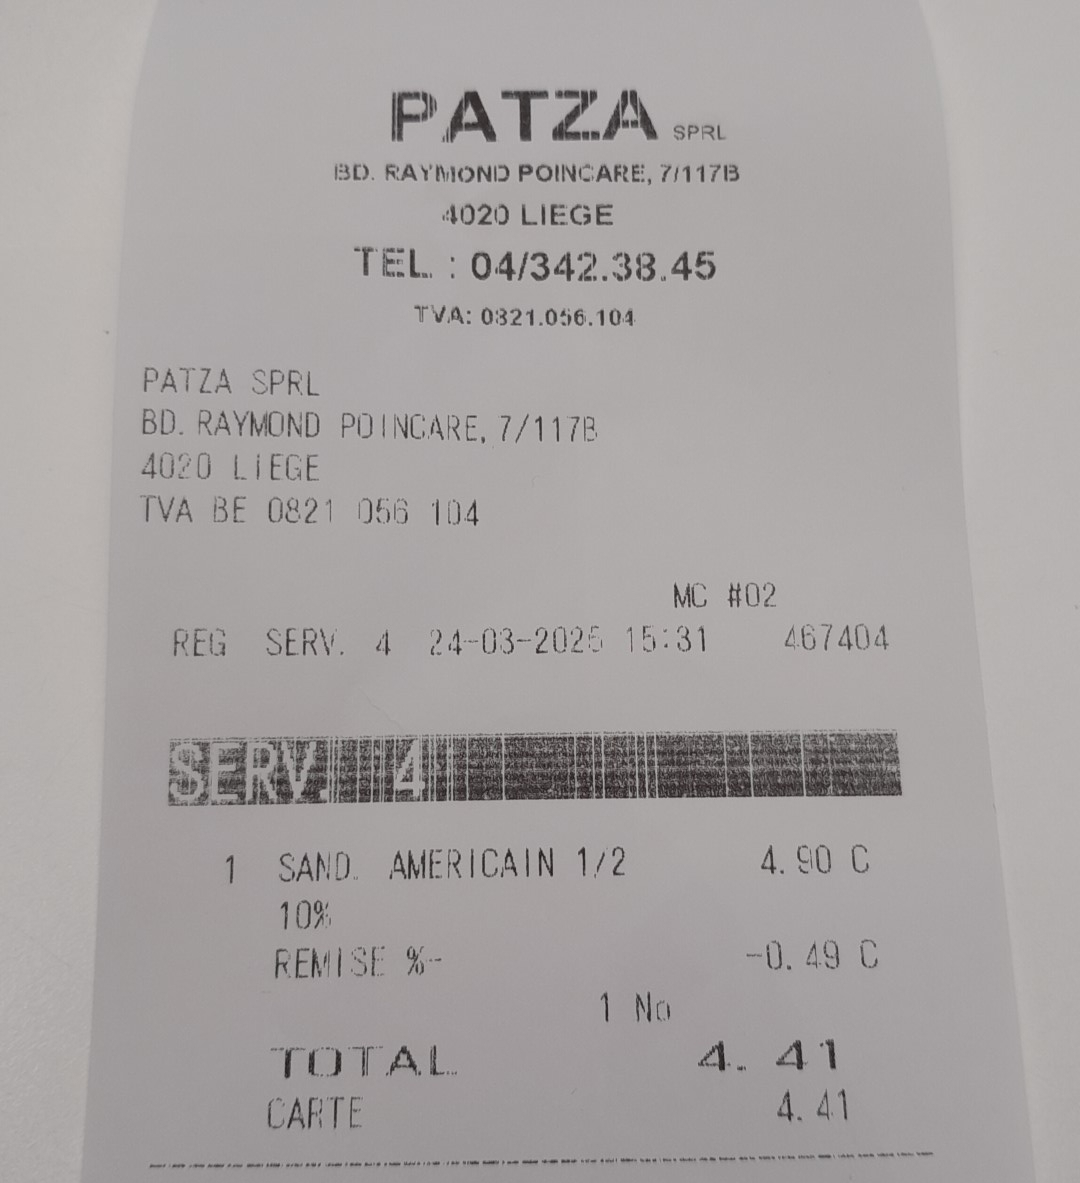 PATZA SPRL
BD. RAYMOND POINCARE, 7/117B
4020 LIEGE
TEL. : 04/342.38.45
TVA: 0821.056.104
PATZA SPRL
BD. RAYMOND POINCARE, 7/117B
4020 LIEGE
TVA BE 0821 056 104
MC #02
REG SERV. 4 24-03-2025 15:31 467404
SERV. 4
1 SAND. AMERICAIN 1/2 4.90 C
10%
REMISE %- -0.49 C
1 No
TOTAL 4.41
CARTE 4.41